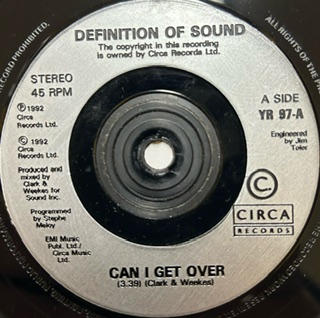 DEFINITION OF SOUND
The copyright in this recording
is owned by Circa Records Ltd.
STEREO
45 RPM
℗ 1992
Circa
Records Ltd.
© 1992
Circa
Records Ltd.
Produced and
mixed by
Clark &
Weekes for
Sound Inc.
Programmed
by Stephe
Meloy
EMI Music
Publ. Ltd./
Circa Music
Ltd.
A SIDE
YR 97-A
Engineered
by Jim
Toler
C.
CIRCA
RECORDS
CAN I GET OVER
(3.39) (Clark & Weekes)
RECORD PROHIBITED.
ALL RIGHTS OF THE